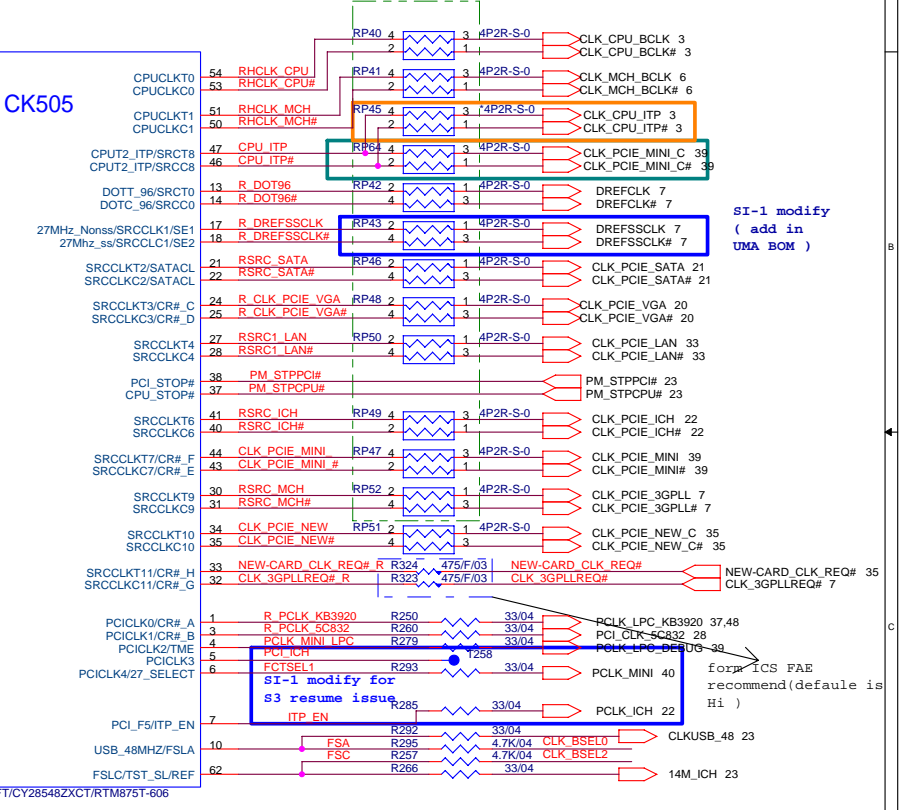 CK505
RP40 4 3 4P2R-S-0 CLK_CPU_BCLK 3
2 1 CLK_CPU_BCLK# 3
CPUCLKT0 54 RHCLK_CPU RP41 4 3 4P2R-S-0 CLK_MCH_BCLK 6
CPUCLKC0 53 RHCLK_CPU# 2 1 CLK_MCH_BCLK# 6
CPUCLKT1 51 RHCLK_MCH RP45 4 3 4P2R-S-0 CLK_CPU_ITP 3
CPUCLKC1 50 RHCLK_MCH# 2 1 CLK_CPU_ITP# 3
CPUT2_ITP/SRCT8 47 CPU_ITP RP64 4 3 4P2R-S-0 CLK_PCIE_MINI_C 39
CPUT2_ITP/SRCC8 46 CPU_ITP# 2 1 CLK_PCIE_MINI_C# 39
DOTT_96/SRCT0 13 R_DOT96 RP42 2 1 4P2R-S-0 DREFCLK 7
DOTC_96/SRCC0 14 R_DOT96# 4 3 DREFCLK# 7
27MHz_Nonss/SRCCLK1/SE1 17 R_DREFSSCLK RP43 2 1 4P2R-S-0 DREFSSCLK 7
27Mhz_ss/SRCCLC1/SE2 18 R_DREFSSCLK# 4 3 DREFSSCLK# 7
SI-1 modify
( add in
UMA BOM )
SRCCLKT2/SATACL 21 RSRC_SATA RP46 2 1 4P2R-S-0 CLK_PCIE_SATA 21
SRCCLKC2/SATACL 22 RSRC_SATA# 4 3 CLK_PCIE_SATA# 21
SRCCLKT3/CR#_C 24 R_CLK_PCIE_VGA RP48 2 1 4P2R-S-0 CLK_PCIE_VGA 20
SRCCLKC3/CR#_D 25 R_CLK_PCIE_VGA# 4 3 CLK_PCIE_VGA# 20
SRCCLKT4 27 RSRC1_LAN RP50 2 1 4P2R-S-0 CLK_PCIE_LAN 33
SRCCLKC4 28 RSRC1_LAN# 4 3 CLK_PCIE_LAN# 33
PCI_STOP# 38 PM_STPPCI# PM_STPPCI# 23
CPU_STOP# 37 PM_STPCPU# PM_STPCPU# 23
SRCCLKT6 41 RSRC_ICH RP49 4 3 4P2R-S-0 CLK_PCIE_ICH 22
SRCCLKC6 40 RSRC_ICH# 2 1 CLK_PCIE_ICH# 22
SRCCLKT7/CR#_F 44 CLK_PCIE_MINI_ RP47 4 3 4P2R-S-0 CLK_PCIE_MINI 39
SRCCLKC7/CR#_E 43 CLK_PCIE_MINI_# 2 1 CLK_PCIE_MINI# 39
SRCCLKT9 30 RSRC_MCH RP52 2 1 4P2R-S-0 CLK_PCIE_3GPLL 7
SRCCLKC9 31 RSRC_MCH# 4 3 CLK_PCIE_3GPLL# 7
SRCCLKT10 34 CLK_PCIE_NEW RP51 2 1 4P2R-S-0 CLK_PCIE_NEW_C 35
SRCCLKC10 35 CLK_PCIE_NEW# 4 3 CLK_PCIE_NEW_C# 35
SRCCLKT11/CR#_H 33 NEW-CARD_CLK_REQ#_R R324 475/F/03 NEW-CARD_CLK_REQ# NEW-CARD_CLK_REQ# 35
SRCCLKC11/CR#_G 32 CLK_3GPLLREQ#_R R323 475/F/03 CLK_3GPLLREQ# CLK_3GPLLREQ# 7
PCICLK0/CR#_A 1 R_PCLK_KB3920 R250 33/04 PCLK_LPC_KB3920 37,48
PCICLK1/CR#_B 3 R_PCLK_5C832 R260 33/04 PCI_CLK_5C832 28
PCICLK2/TME 4 PCLK_MINI_LPC R279 33/04 PCLK_LPC_DEBUG 39
PCICLK3 5 PCI_ICH T258
PCICLK4/27_SELECT 6 FCTSEL1 R293 33/04 PCLK_MINI 40
form ICS FAE
recommend(defaule is
Hi )
SI-1 modify for
S3 resume issue
R285 33/04 PCLK_ICH 22
PCI_F5/ITP_EN 7 ITP_EN
R292 33/04 CLKUSB_48 23
USB_48MHZ/FSLA 10 FSA R295 4.7K/04 CLK_BSEL0
FSC R257 4.7K/04 CLK_BSEL2
FSLC/TST_SL/REF 62 R266 33/04 14M_ICH 23
FT/CY28548ZXCT/RTM875T-606
B
C